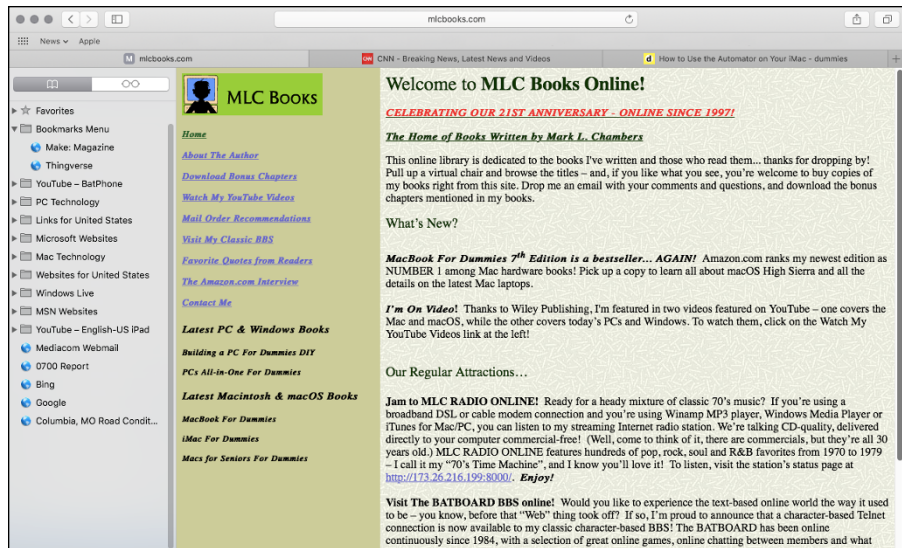 mlcbooks.com
News Apple
M mlcbooks.com
CNN CNN - Breaking News, Latest News and Videos
d How to Use the Automator on Your iMac - dummies
Favorites
Bookmarks Menu
Make: Magazine
Thingverse
YouTube – BatPhone
PC Technology
Links for United States
Microsoft Websites
Mac Technology
Websites for United States
Windows Live
MSN Websites
YouTube – English-US iPad
Mediacom Webmail
0700 Report
Bing
Google
Columbia, MO Road Condit...
MLC BOOKS
Home
About The Author
Download Bonus Chapters
Watch My YouTube Videos
Mail Order Recommendations
Visit My Classic BBS
Favorite Quotes from Readers
The Amazon.com Interview
Contact Me
Latest PC & Windows Books
Building a PC For Dummies DIY
PCs All-in-One For Dummies
Latest Macintosh & macOS Books
MacBook For Dummies
iMac For Dummies
Macs for Seniors For Dummies
Welcome to MLC Books Online!
CELEBRATING OUR 21ST ANNIVERSARY - ONLINE SINCE 1997!
The Home of Books Written by Mark L. Chambers
This online library is dedicated to the books I've written and those who read them... thanks for dropping by!
Pull up a virtual chair and browse the titles – and, if you like what you see, you're welcome to buy copies of
my books right from this site. Drop me an email with your comments and questions, and download the bonus
chapters mentioned in my books.
What's New?
MacBook For Dummies 7th Edition is a bestseller... AGAIN! Amazon.com ranks my newest edition as
NUMBER 1 among Mac hardware books! Pick up a copy to learn all about macOS High Sierra and all the
details on the latest Mac laptops.
I'm On Video! Thanks to Wiley Publishing, I'm featured in two videos featured on YouTube – one covers the
Mac and macOS, while the other covers today's PCs and Windows. To watch them, click on the Watch My
YouTube Videos link at the left!
Our Regular Attractions…
Jam to MLC RADIO ONLINE! Ready for a heady mixture of classic 70's music? If you're using a
broadband DSL or cable modem connection and you're using Winamp MP3 player, Windows Media Player or
iTunes for Mac/PC, you can listen to my streaming Internet radio station. We're talking CD-quality, delivered
directly to your computer commercial-free! (Well, come to think of it, there are commercials, but they're all 30
years old.) MLC RADIO ONLINE features hundreds of pop, rock, soul and R&B favorites from 1970 to 1979
– I call it my "70's Time Machine", and I know you'll love it! To listen, visit the station's status page at
http://173.26.216.199:8000/. Enjoy!
Visit The BATBOARD BBS online! Would you like to experience the text-based online world the way it used
to be – you know, before that "Web" thing took off? If so, I'm proud to announce that a character-based Telnet
connection is now available to my classic character-based BBS! The BATBOARD has been online
continuously since 1984, with a selection of great online games, online chatting between members and what